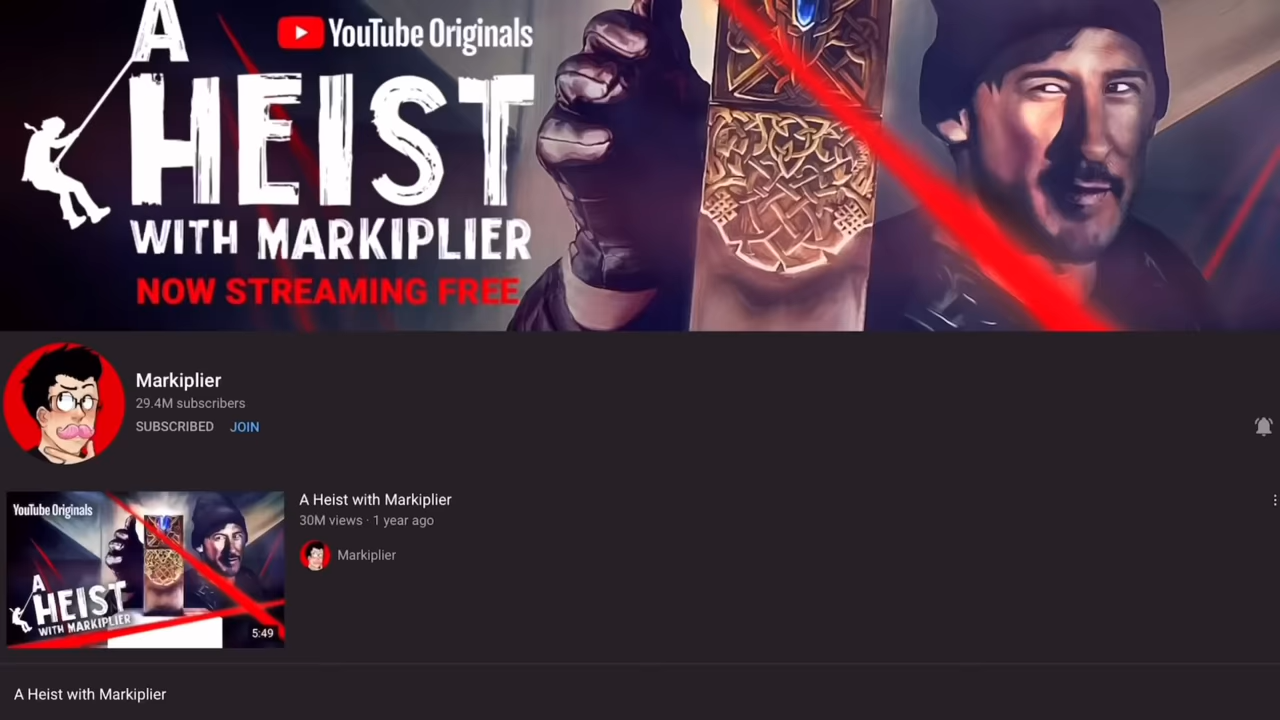 A
YouTube Originals
HEIST
WITH MARKIPLIER
NOW STREAMING FREE
Markiplier
29.4M subscribers
SUBSCRIBED JOIN
YouTube Originals
A
HEIST
WITH MARKIPLIER
5:49
A Heist with Markiplier
30M views · 1 year ago
Markiplier
A Heist with Markiplier